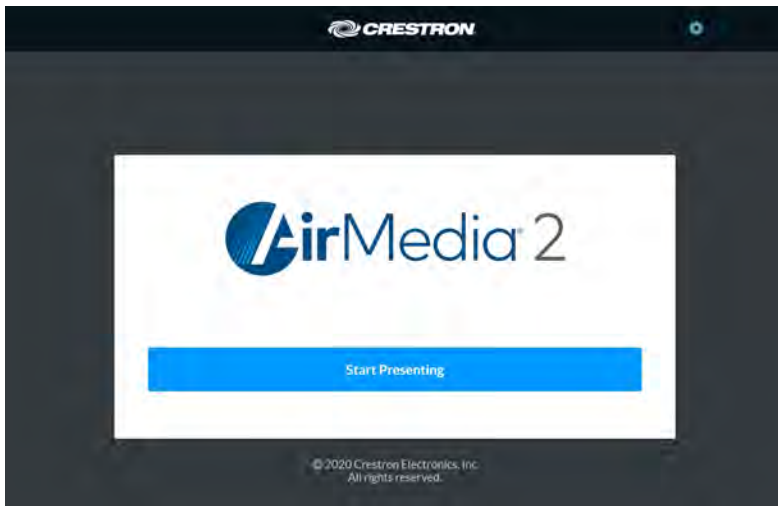 CRESTRON
AirMedia® 2
Start Presenting
© 2020 Crestron Electronics, Inc.
All rights reserved.